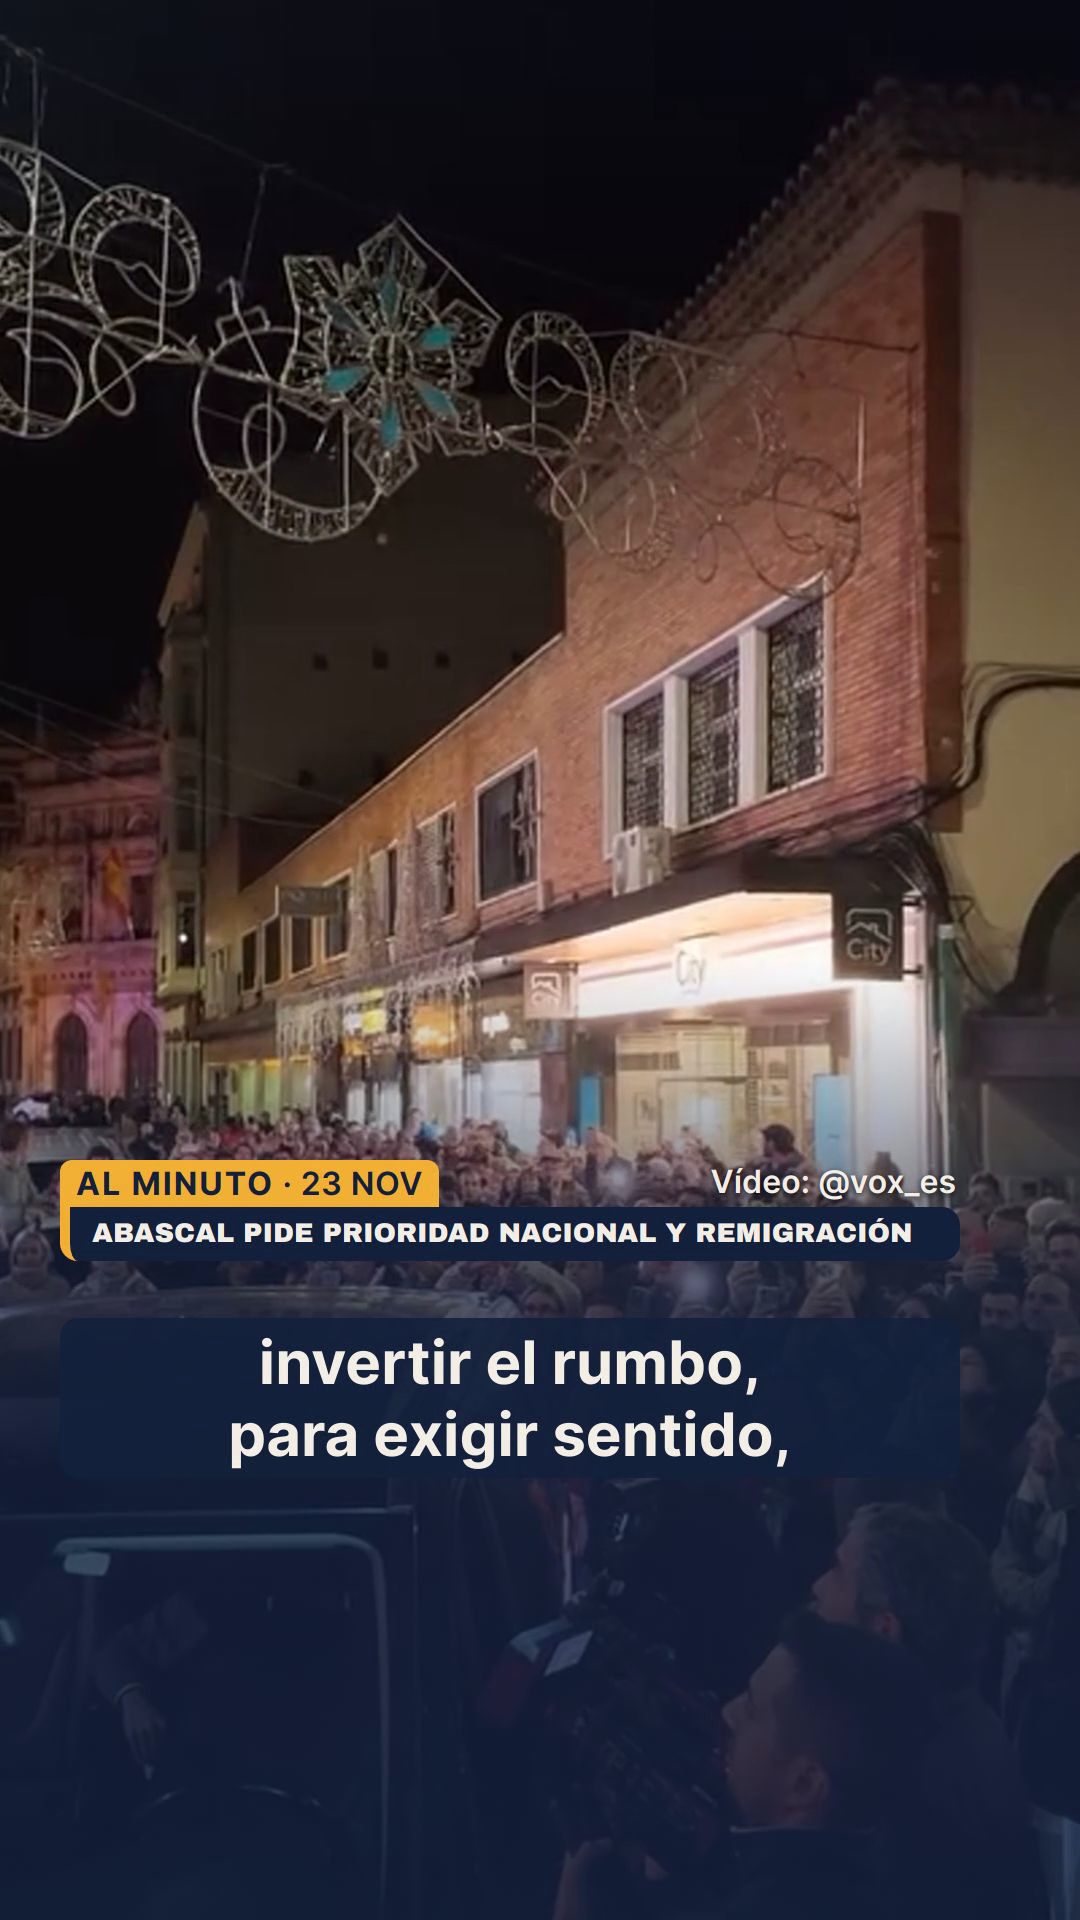 City
City
AL MINUTO · 23 NOV
Vídeo: @vox_es
ABASCAL PIDE PRIORIDAD NACIONAL Y REMIGRACIÓN
invertir el rumbo,
para exigir sentido,